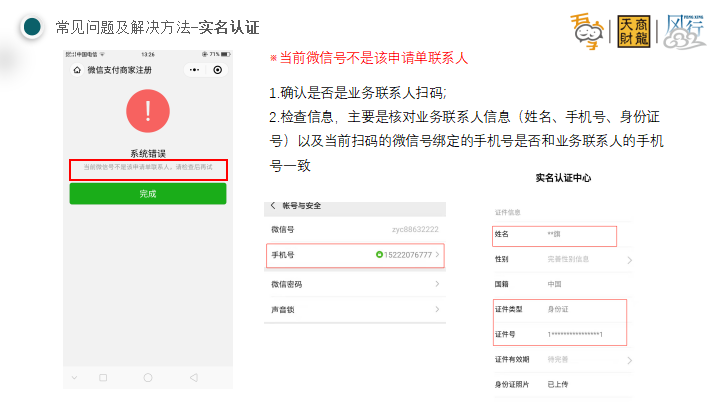 常见问题及解决方法-实名认证
天商
財龍
FENG XING
风行
中国电信
13:26
71%
微信支付商家注册
系统错误
当前微信号不是该申请单联系人，请检查后再试
完成
※当前微信号不是该申请单联系人
1.确认是否是业务联系人扫码;
2.检查信息，主要是核对业务联系人信息（姓名、手机号、身份证
号）以及当前扫码的微信号绑定的手机号是否和业务联系人的手机
号一致
帐号与安全
微信号 zyc88632222
手机号 15222076777
微信密码
声音锁
实名认证中心
证件信息
姓名 **国
性别 完善性别信息
国籍 中国
证件类型 身份证
证件号 1****************1
证件有效期 待完善
身份证照片 已上传